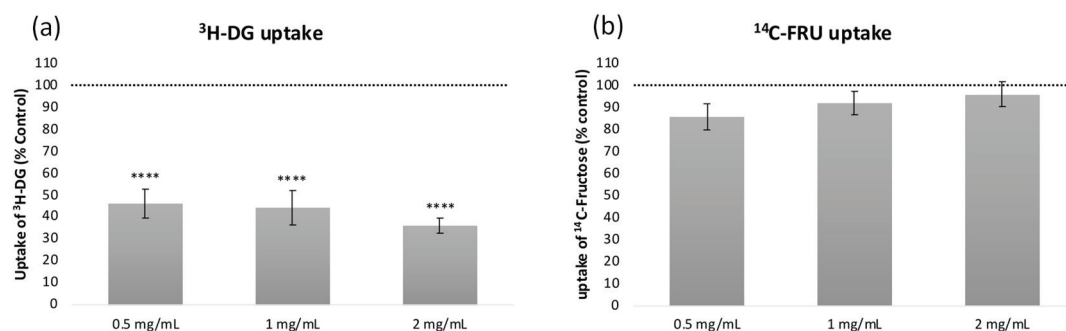 (a)
³H-DG uptake
Uptake of ³H-DG (% Control)
110
100
90
80
70
60
50
40
30
20
10
0
****
****
****
0.5 mg/mL
1 mg/mL
2 mg/mL
(b)
¹⁴C-FRU uptake
uptake of ¹⁴C-Fructose (% control)
110
100
90
80
70
60
50
40
30
20
10
0
0.5 mg/mL
1 mg/mL
2 mg/mL